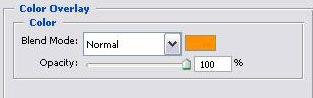 Color Overlay
Color
Blend Mode: Normal
Opacity: 100 %